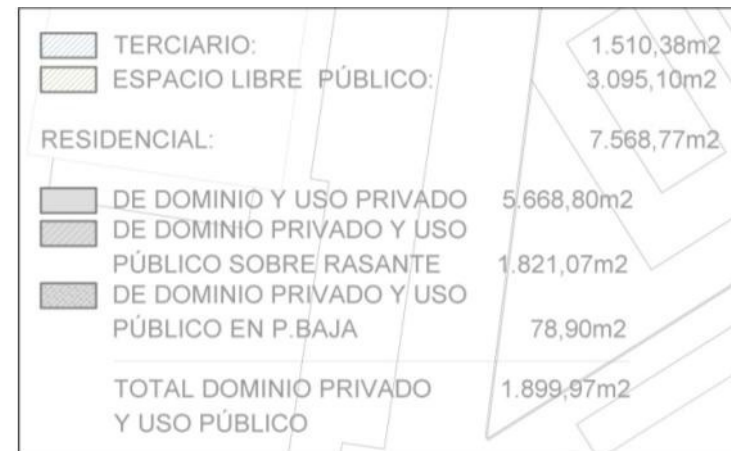 TERCIARIO: 1.510,38m2
ESPACIO LIBRE PÚBLICO: 3.095,10m2
RESIDENCIAL: 7.568,77m2
DE DOMINIO Y USO PRIVADO 5.668,80m2
DE DOMINIO PRIVADO Y USO
PÚBLICO SOBRE RASANTE 1.821,07m2
DE DOMINIO PRIVADO Y USO
PÚBLICO EN P.BAJA 78,90m2
TOTAL DOMINIO PRIVADO 1.899,97m2
Y USO PÚBLICO